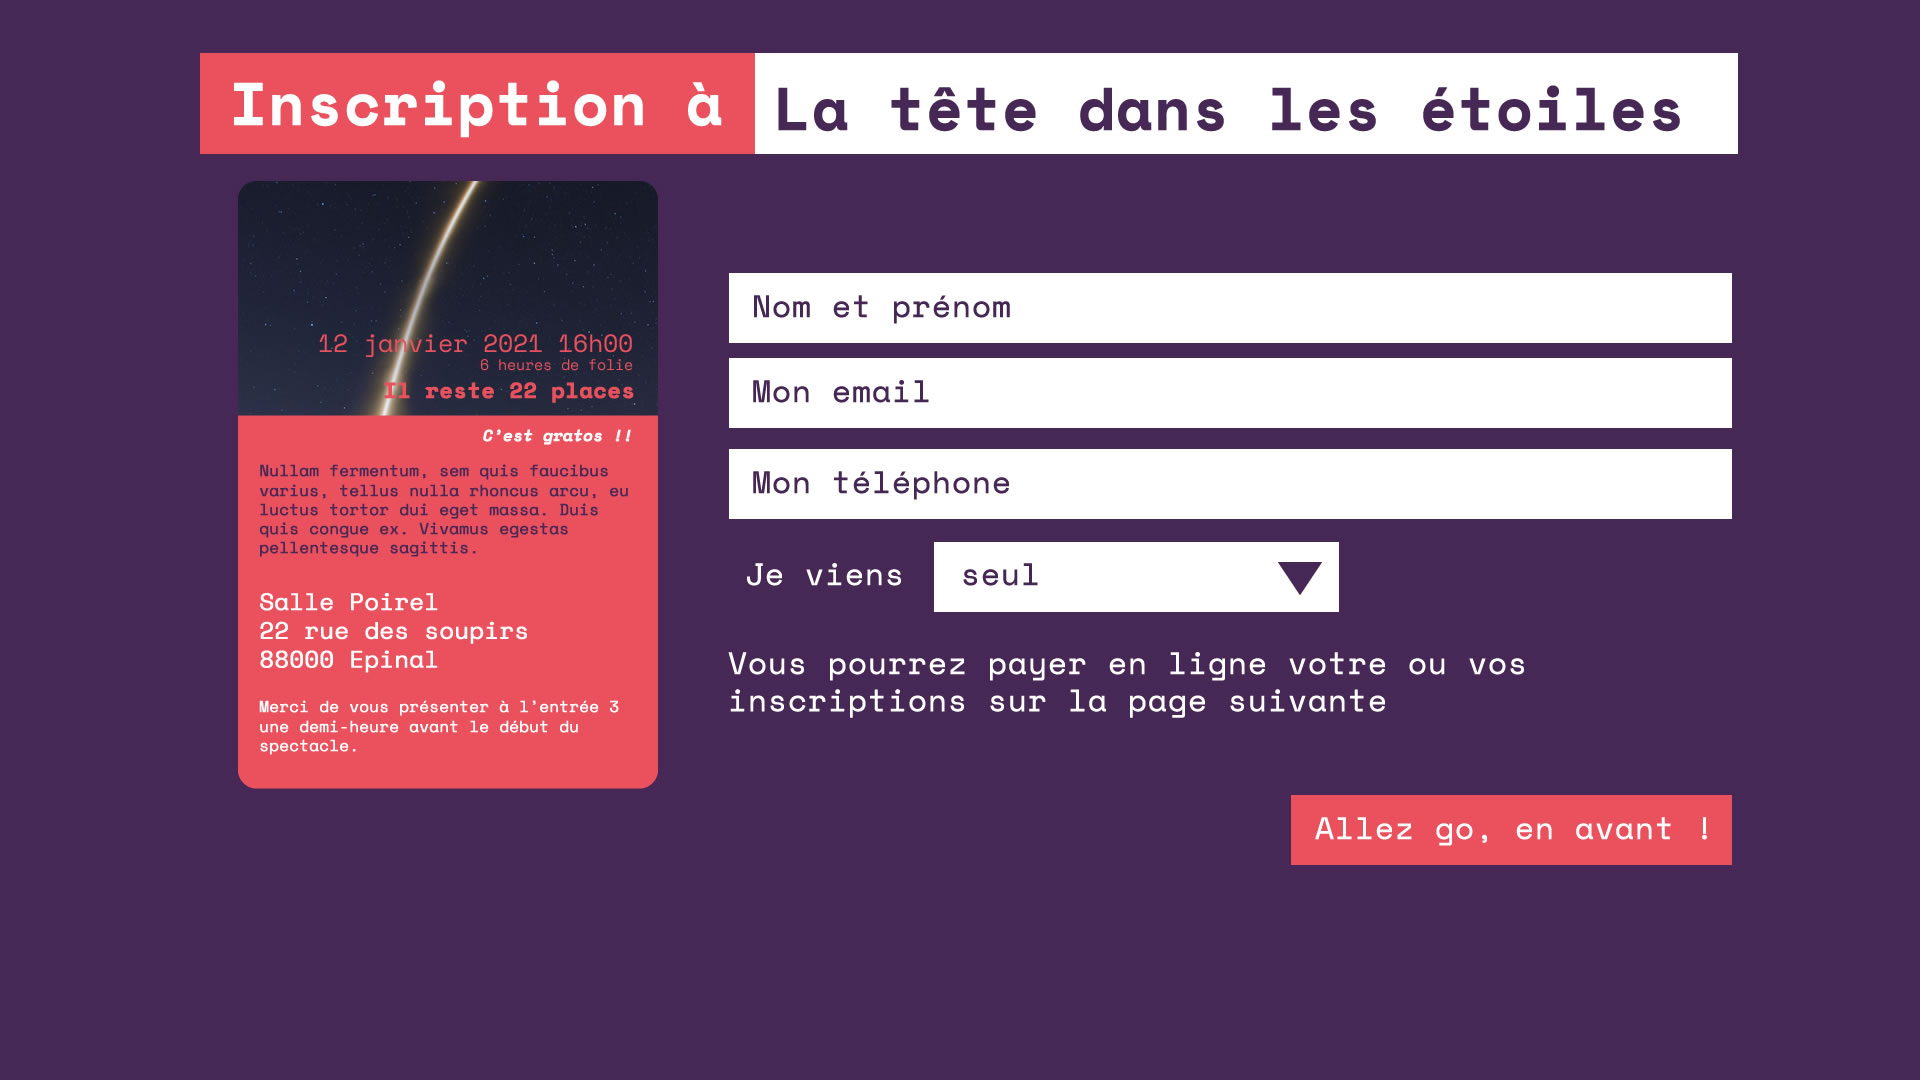 Inscription à La tête dans les étoiles
12 janvier 2021 16h00
6 heures de folie
Il reste 22 places
C’est gratos !!
Nullam fermentum, sem quis faucibus
varius, tellus nulla rhoncus arcu, eu
luctus tortor dui eget massa. Duis
quis congue ex. Vivamus egestas
pellentesque sagittis.
Salle Poirel
22 rue des soupirs
88000 Epinal
Merci de vous présenter à l’entrée 3
une demi-heure avant le début du
spectacle.
Nom et prénom
Mon email
Mon téléphone
Je viens seul
Vous pourrez payer en ligne votre ou vos
inscriptions sur la page suivante
Allez go, en avant !